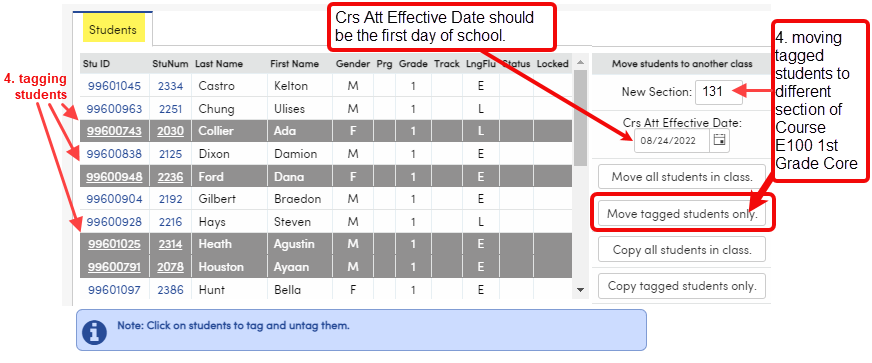 Crs Att Effective Date should
be the first day of school.
Students
4. tagging
students
Stu ID StuNum Last Name First Name Gender Prg Grade Track LngFlu Status Locked
99601045 2334 Castro Kelton M 1 E
99600963 2251 Chung Ulises M 1 L
99600743 2030 Collier Ada F 1 L
99600838 2125 Dixon Damion M 1 E
99600948 2236 Ford Dana F 1 E
99600904 2192 Gilbert Braedon M 1 E
99600928 2216 Hays Steven M 1 L
99601025 2314 Heath Agustin M 1 E
99600791 2078 Houston Ayaan M 1 E
99601097 2386 Hunt Bella F 1 E
Move students to another class
New Section: 131
Crs Att Effective Date:
08/24/2022
Move all students in class.
Move tagged students only.
Copy all students in class.
Copy tagged students only.
4. moving
tagged
students to
different
section of
Course
E100 1st
Grade Core
Note: Click on students to tag and untag them.